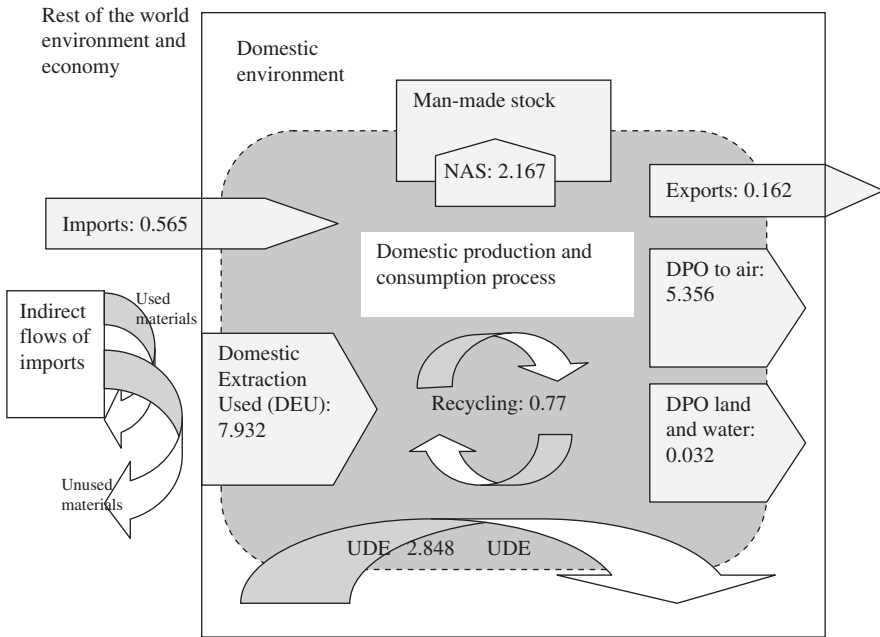 Rest of the world
environment and
economy
Domestic
environment
Man-made stock
NAS: 2.167
Exports: 0.162
Imports: 0.565
Domestic production and
consumption process
DPO to air:
5.356
Indirect
flows of
imports
Used
materials
Domestic
Extraction
Used (DEU):
7.932
Recycling: 0.77
DPO land
and water:
0.032
Unused
materials
UDE 2.848 UDE